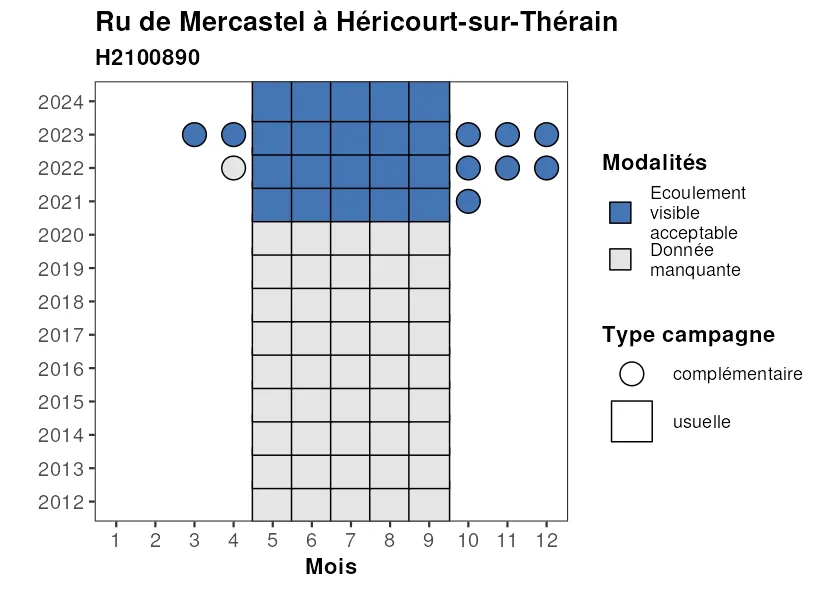 Ru de Mercastel à Héricourt-sur-Thérain
H2100890
2024
2023
2022
2021
2020
2019
2018
2017
2016
2015
2014
2013
2012
1 2 3 4 5 6 7 8 9 10 11 12
Mois
Modalités
Ecoulement
visible
acceptable
Donnée
manquante
Type campagne
complémentaire
usuelle